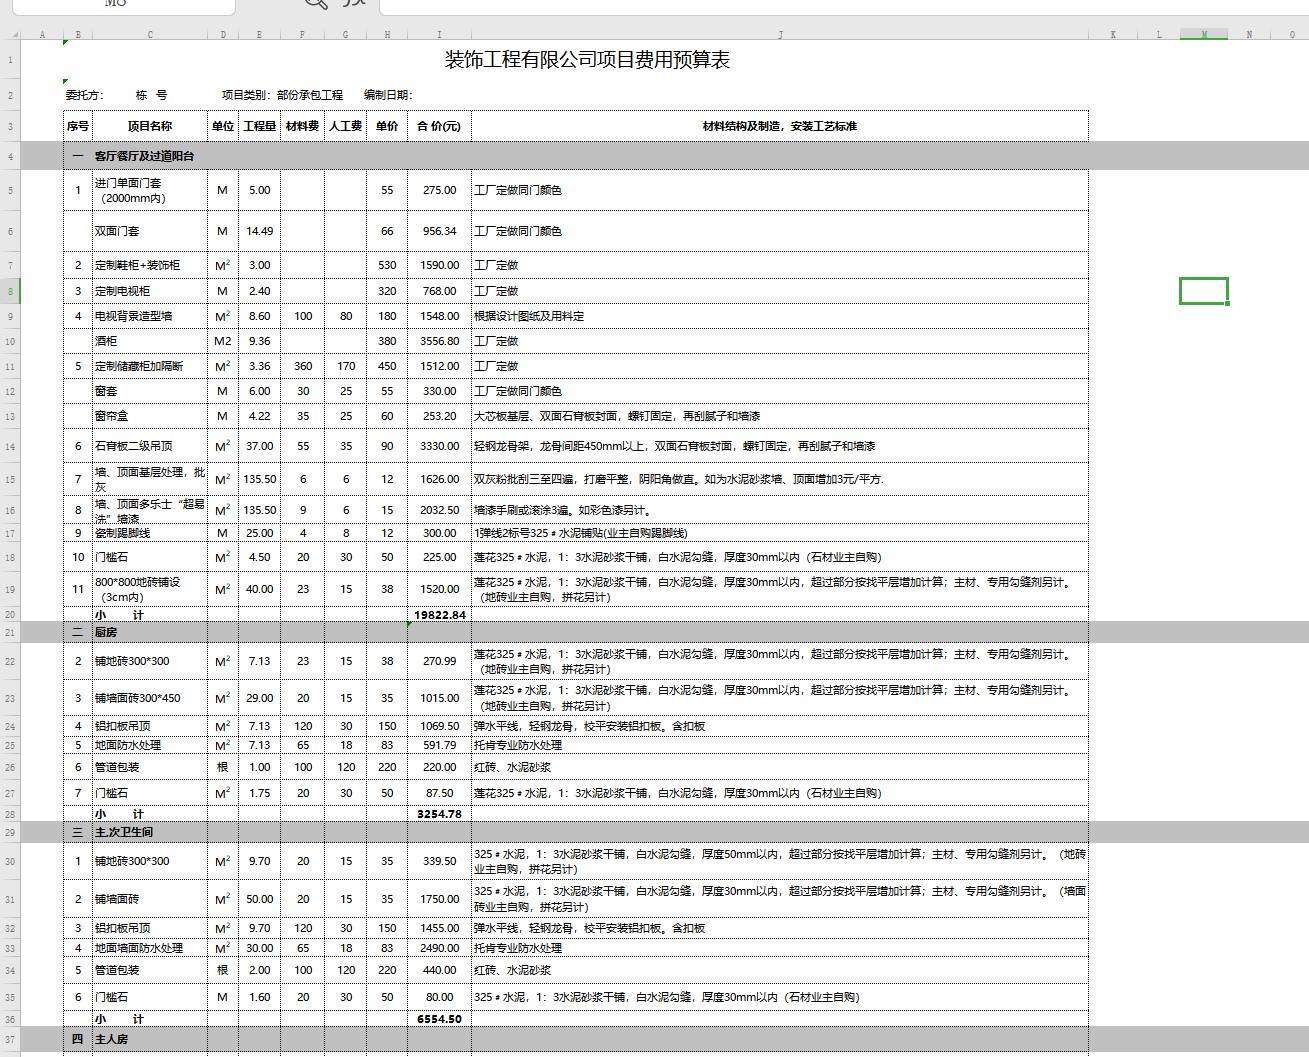 M8
A B C D E F G H I J K L M N O
1 装饰工程有限公司项目费用预算表
2 委托方： 栋 号 项目类别：部份承包工程 编制日期：
3 序号 项目名称 单位 工程量 材料费 人工费 单价 合 价(元) 材料结构及制造，安装工艺标准
4 一 客厅餐厅及过道阳台
5 1 进门单面门套（2000mm内） M 5.00 55 275.00 工厂定做同门颜色
6 双面门套 M 14.49 66 956.34 工厂定做同门颜色
7 2 定制鞋柜+装饰柜 M² 3.00 530 1590.00 工厂定做
8 3 定制电视柜 M 2.40 320 768.00 工厂定做
9 4 电视背景造型墙 M² 8.60 100 80 180 1548.00 根据设计图纸及用料定
10 酒柜 M2 9.36 380 3556.80 工厂定做
11 5 定制储藏柜加隔断 M² 3.36 360 170 450 1512.00 工厂定做
12 窗套 M 6.00 30 25 55 330.00 工厂定做同门颜色
13 窗帘盒 M 4.22 35 25 60 253.20 大芯板基层、双面石膏板封面，螺钉固定，再刮腻子和墙漆
14 6 石膏板二级吊顶 M² 37.00 55 35 90 3330.00 轻钢龙骨架，龙骨间距450mm以上，双面石膏板封面，螺钉固定，再刮腻子和墙漆
15 7 墙、顶面基层处理，批灰 M² 135.50 6 6 12 1626.00 双灰粉批刮三至四遍，打磨平整，阴阳角做直。如为水泥砂浆墙、顶面增加3元/平方.
16 8 墙、顶面多乐士“超易洗”墙漆 M² 135.50 9 6 15 2032.50 墙漆手刷或滚涂3遍。如彩色漆另计。
17 9 瓷制踢脚线 M 25.00 4 8 12 300.00 1弹线2标号325＃水泥铺贴(业主自购踢脚线)
18 10 门槛石 M² 4.50 20 30 50 225.00 莲花325＃水泥，1：3水泥砂浆干铺，白水泥勾缝，厚度30mm以内（石材业主自购）
19 11 800*800地砖铺设（3cm内） M² 40.00 23 15 38 1520.00 莲花325＃水泥，1：3水泥砂浆干铺，白水泥勾缝，厚度30mm以内，超过部分按找平层增加计算；主材、专用勾缝剂另计。（地砖业主自购，拼花另计）
20 小 计 19822.84
21 二 厨房
22 2 铺地砖300*300 M² 7.13 23 15 38 270.99 莲花325＃水泥，1：3水泥砂浆干铺，白水泥勾缝，厚度30mm以内，超过部分按找平层增加计算；主材、专用勾缝剂另计。（地砖业主自购，拼花另计）
23 3 铺墙面砖300*450 M² 29.00 20 15 35 1015.00 莲花325＃水泥，1：3水泥砂浆干铺，白水泥勾缝，厚度30mm以内，超过部分按找平层增加计算；主材、专用勾缝剂另计。（地砖业主自购，拼花另计）
24 4 铝扣板吊顶 M² 7.13 120 30 150 1069.50 弹水平线，轻钢龙骨，校平安装铝扣板。含扣板
25 5 地面防水处理 M² 7.13 65 18 83 591.79 托肯专业防水处理
26 6 管道包装 根 1.00 100 120 220 220.00 红砖、水泥砂浆
27 7 门槛石 M² 1.75 20 30 50 87.50 莲花325＃水泥，1：3水泥砂浆干铺，白水泥勾缝，厚度30mm以内（石材业主自购）
28 小 计 3254.78
29 三 主.次卫生间
30 1 铺地砖300*300 M² 9.70 20 15 35 339.50 325＃水泥，1：3水泥砂浆干铺，白水泥勾缝，厚度50mm以内，超过部分按找平层增加计算；主材、专用勾缝剂另计。（地砖业主自购，拼花另计）
31 2 铺墙面砖 M² 50.00 20 15 35 1750.00 325＃水泥，1：3水泥砂浆干铺，白水泥勾缝，厚度30mm以内，超过部分按找平层增加计算；主材、专用勾缝剂另计。（墙面砖业主自购，拼花另计）
32 3 铝扣板吊顶 M² 9.70 120 30 150 1455.00 弹水平线，轻钢龙骨，校平安装铝扣板。含扣板
33 4 地面墙面防水处理 M² 30.00 65 18 83 2490.00 托肯专业防水处理
34 5 管道包装 根 2.00 100 120 220 440.00 红砖、水泥砂浆
35 6 门槛石 M 1.60 20 30 50 80.00 325＃水泥，1：3水泥砂浆干铺，白水泥勾缝，厚度30mm以内（石材业主自购）
36 小 计 6554.50
37 四 主人房